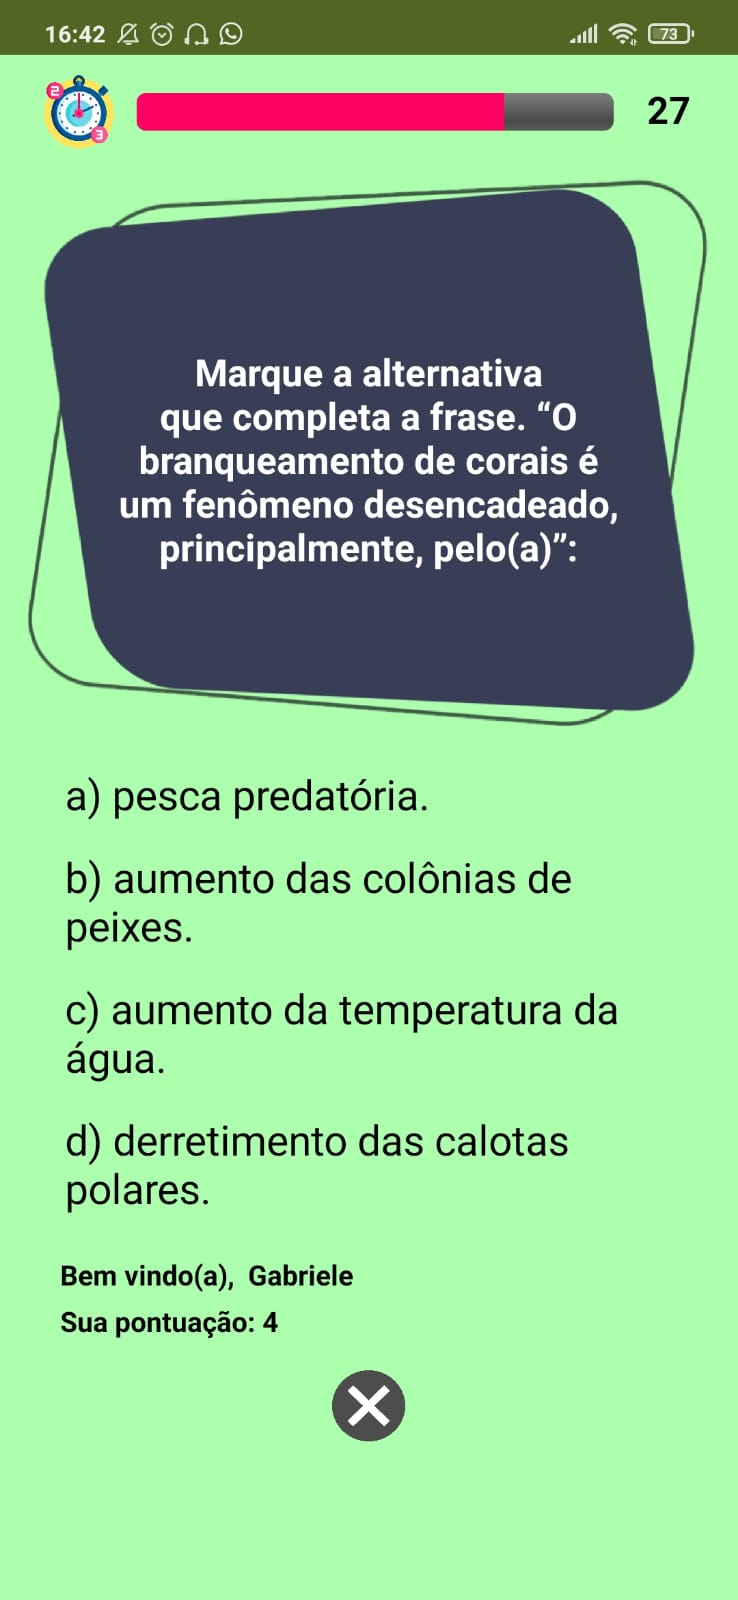 16:42
73
2
3
27
Marque a alternativa
que completa a frase. “O
branqueamento de corais é
um fenômeno desencadeado,
principalmente, pelo(a)”:
a) pesca predatória.
b) aumento das colônias de
peixes.
c) aumento da temperatura da
água.
d) derretimento das calotas
polares.
Bem vindo(a),  Gabriele
Sua pontuação: 4